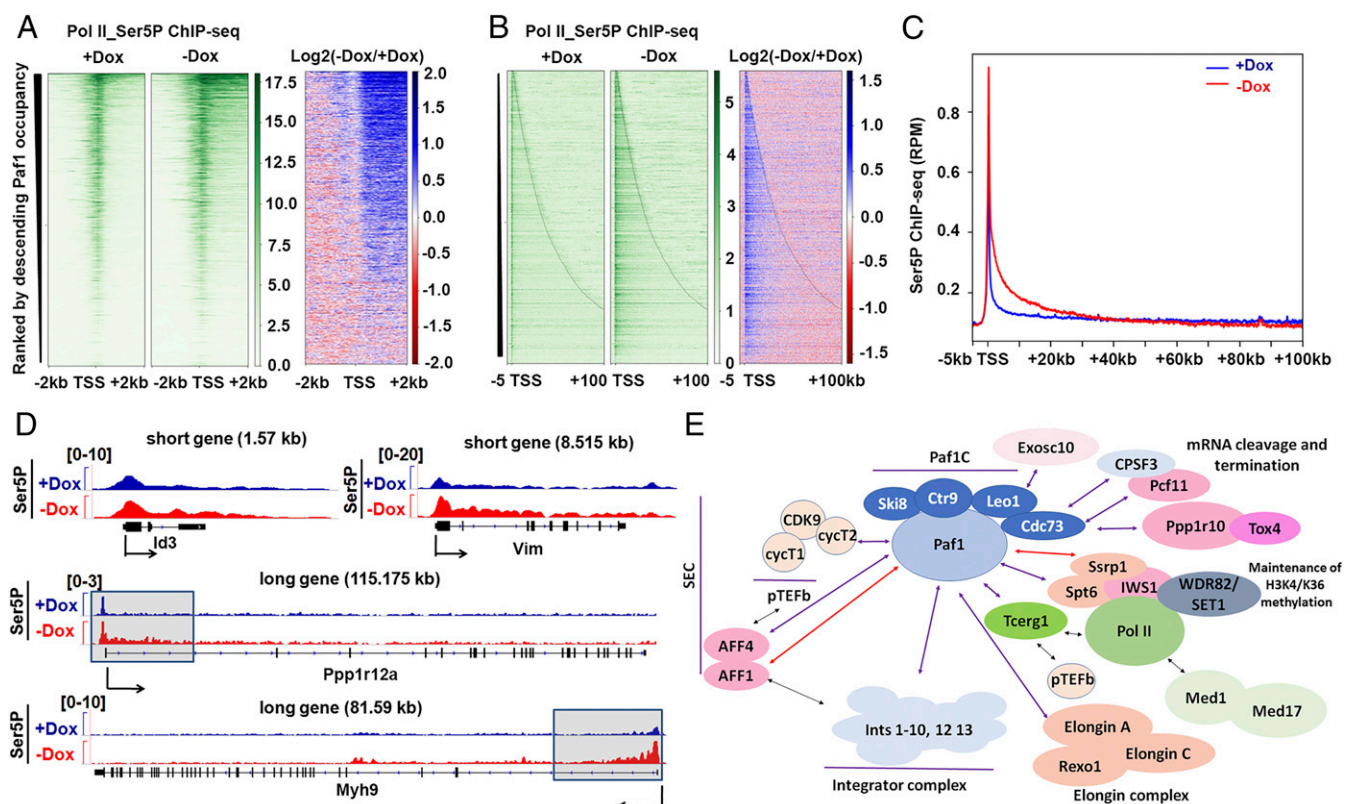 A
Pol II_Ser5P ChIP-seq
+Dox
-Dox
Log2(-Dox/+Dox)
Ranked by descending Paf1 occupancy
17.5
15.0
12.5
10.0
7.5
5.0
2.5
0.0
2.0
1.5
1.0
0.5
0.0
-0.5
-1.0
-1.5
-2.0
-2kb TSS +2kb
-2kb TSS +2kb
-2kb TSS +2kb
B
Pol II_Ser5P ChIP-seq
+Dox
-Dox
Log2(-Dox/+Dox)
5
4
3
2
1
0
1.5
1.0
0.5
0.0
-0.5
-1.0
-1.5
-5 TSS +100
TSS +100
TSS +100kb
C
+Dox
-Dox
Ser5P ChIP-seq (RPM)
0.8
0.6
0.4
0.2
-5kb TSS +20kb +40kb +60kb +80kb +100kb
D
short gene (1.57 kb)
[0-10]
Ser5P
+Dox
-Dox
Id3
short gene (8.515 kb)
[0-20]
Ser5P
+Dox
-Dox
Vim
long gene (115.175 kb)
[0-3]
Ser5P
+Dox
-Dox
Ppp1r12a
long gene (81.59 kb)
[0-10]
Ser5P
+Dox
-Dox
Myh9
E
Paf1C
Exosc10
mRNA cleavage and
termination
CPSF3
Pcf11
Ski8
Ctr9
Leo1
Cdc73
Ppp1r10
Tox4
CDK9
cycT2
cycT1
Paf1
SEC
pTEFb
Ssrp1
Spt6
IWS1
WDR82/
SET1
Maintenance of
H3K4/K36
methylation
Tcerg1
Pol II
AFF4
AFF1
pTEFb
Med1
Med17
Ints 1-10, 12 13
Integrator complex
Elongin A
Elongin C
Rexo1
Elongin complex